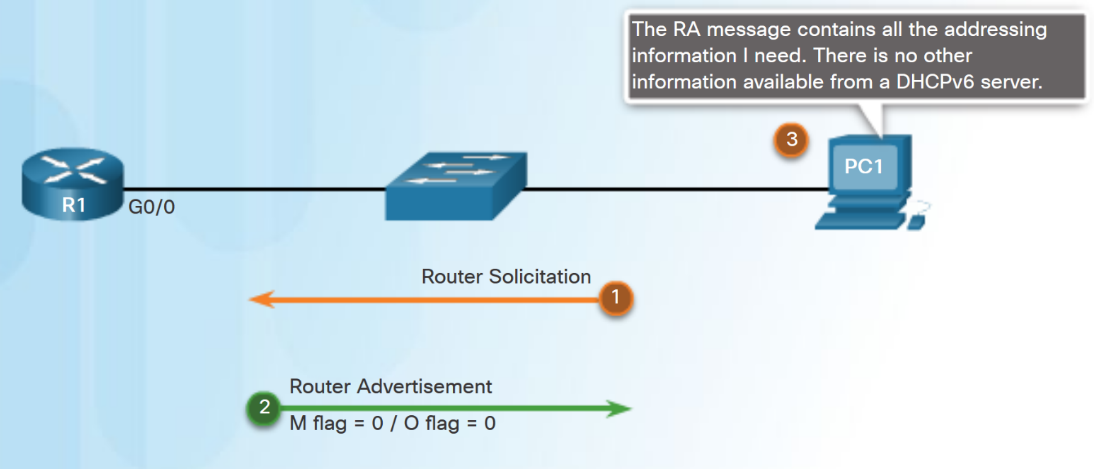 The RA message contains all the addressing
information I need. There is no other
information available from a DHCPv6 server.
3
PC1
R1
G0/0
Router Solicitation
1
Router Advertisement
2
M flag = 0 / O flag = 0